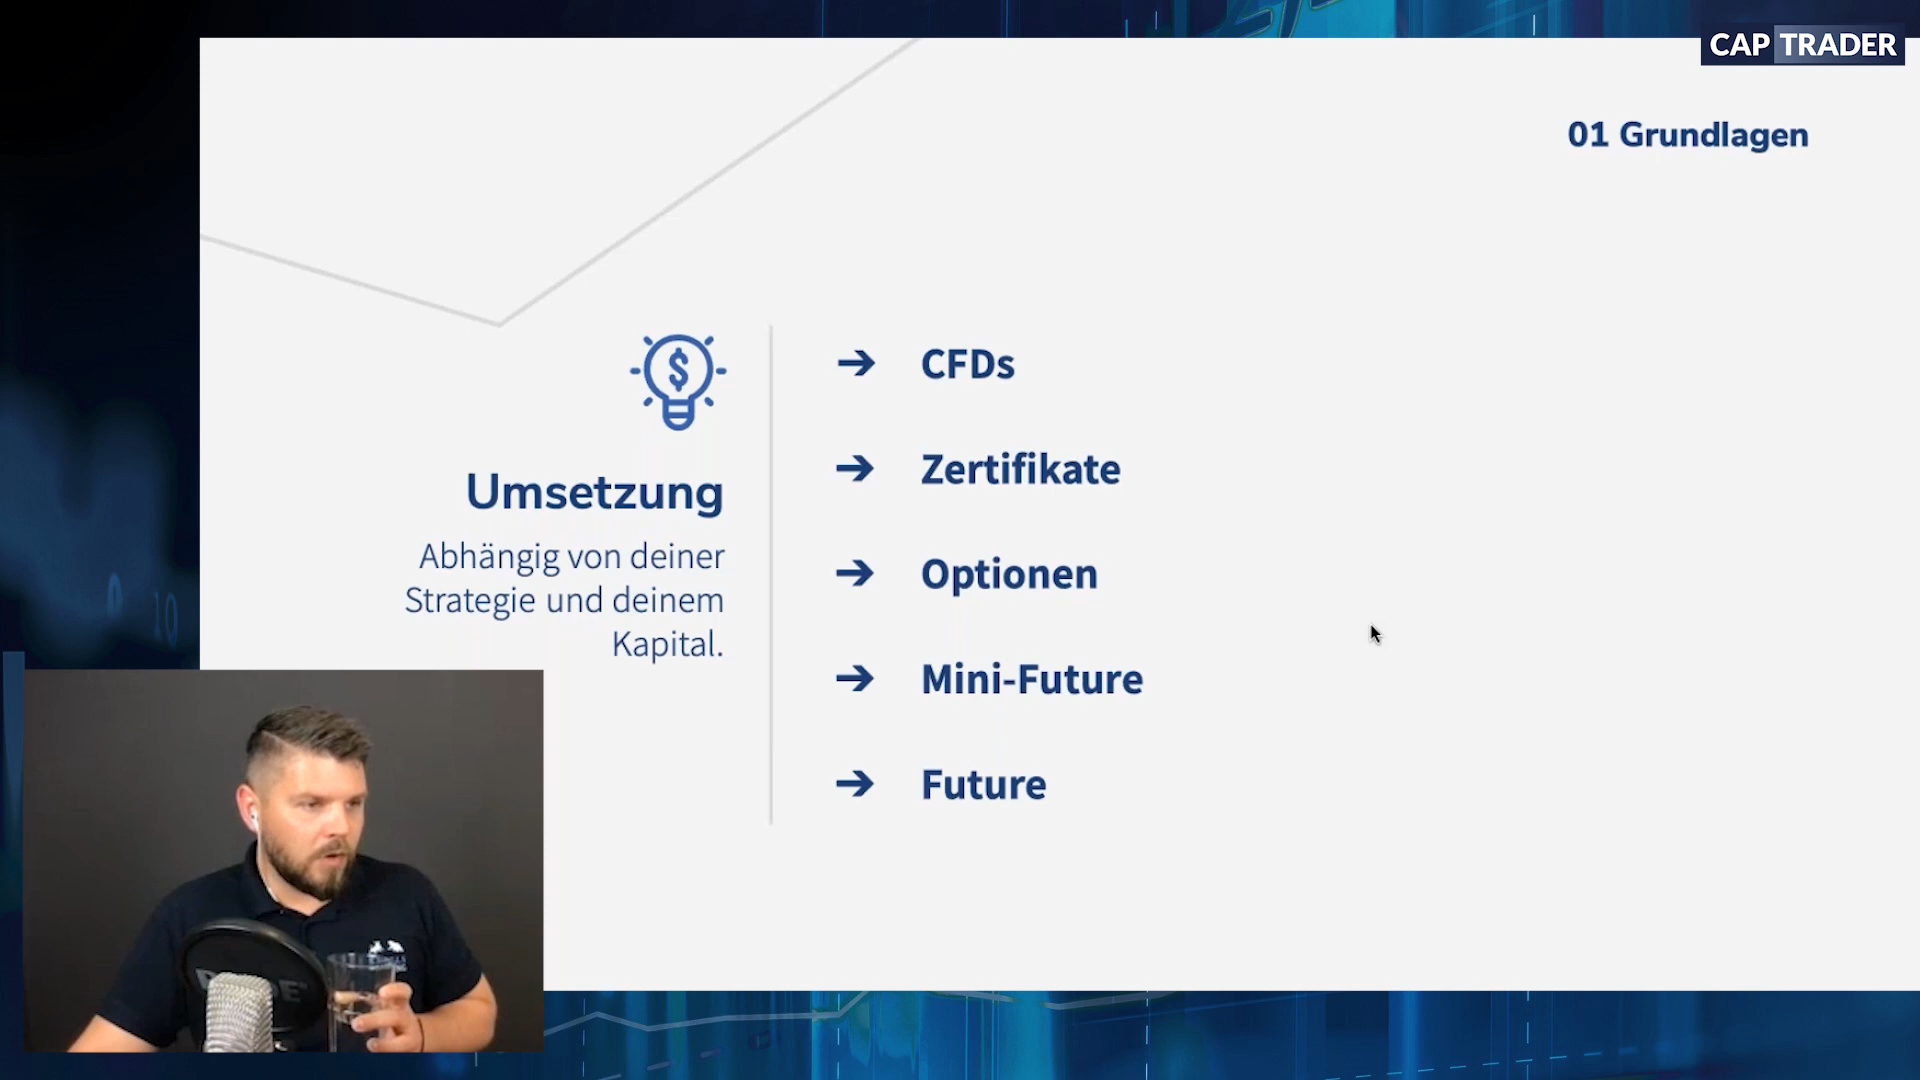 CAP TRADER
01 Grundlagen
Umsetzung
Abhängig von deiner
Strategie und deinem
Kapital.
→ CFDs
→ Zertifikate
→ Optionen
→ Mini-Future
→ Future